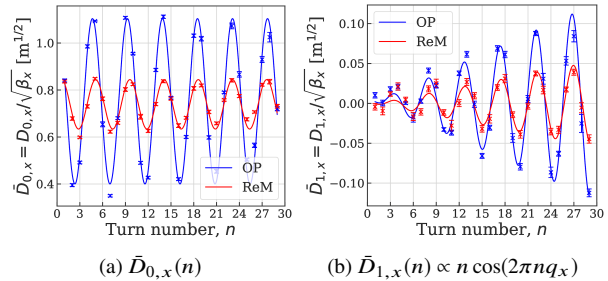 D̄₀,ₓ = D₀,ₓ/√βₓ [m^{1/2}]
1.0
0.8
0.6
0.4
OP
ReM
0 3 6 9 12 15 18 21 24 27 30
Turn number, n
(a) D̄₀,ₓ(n)
D̄₁,ₓ = D₁,ₓ/√βₓ [m^{1/2}]
0.10
0.05
0.00
−0.05
−0.10
OP
ReM
0 3 6 9 12 15 18 21 24 27 30
Turn number, n
(b) D̄₁,ₓ(n) ∝ n cos(2πnqₓ)